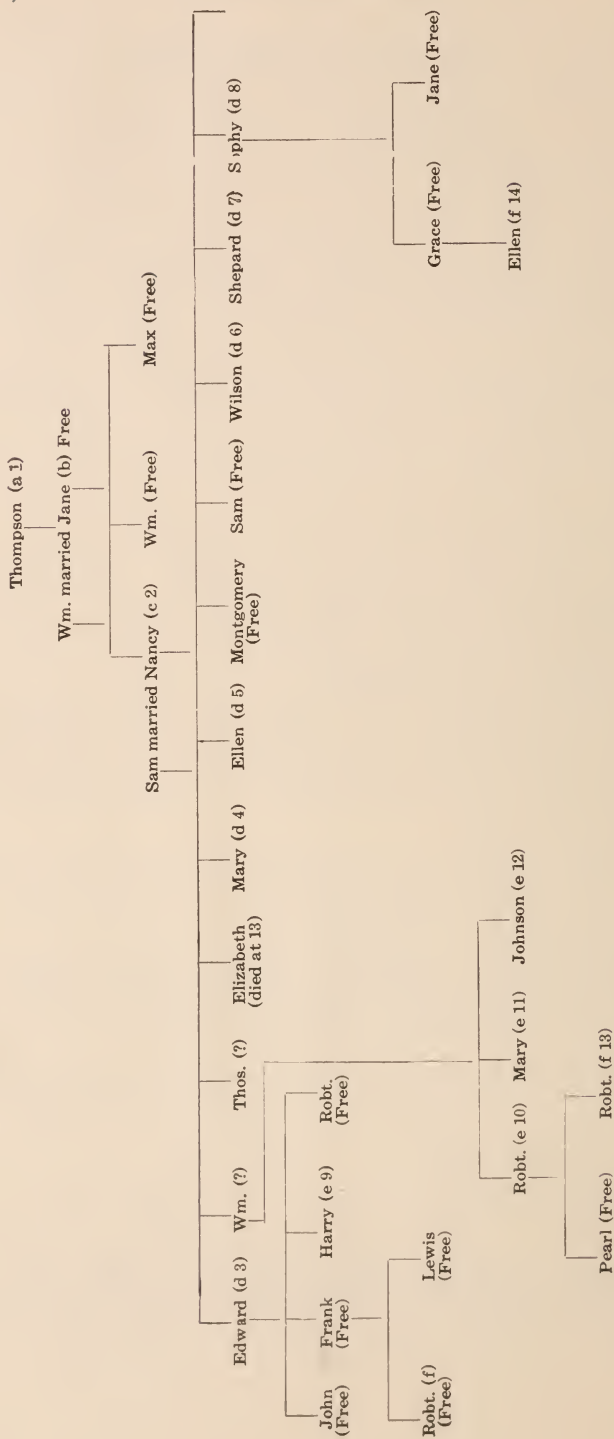 Thompson (a 1)
Wm. married Jane (b) Free
Sam married Nancy (c 2) Wm. (Free) Max (Free)
Edward (d 3) Wm. (?) Thos. (?) Elizabeth Mary (d 4) Ellen (d 5) Montgomery Sam (Free) Wilson (d 6) Shepard (d 7) S phy (d 8)
(died at 13) (Free)
John Frank Harry (e 9) Robt. Grace (Free) Jane (Free)
(Free) (Free) (Free)
Robt. (f) Lewis Ellen (f 14)
(Free) (Free)
Robt. (e 10) Mary (e 11) Johnson (e 12)
Pearl (Free) Robt. (f 13)